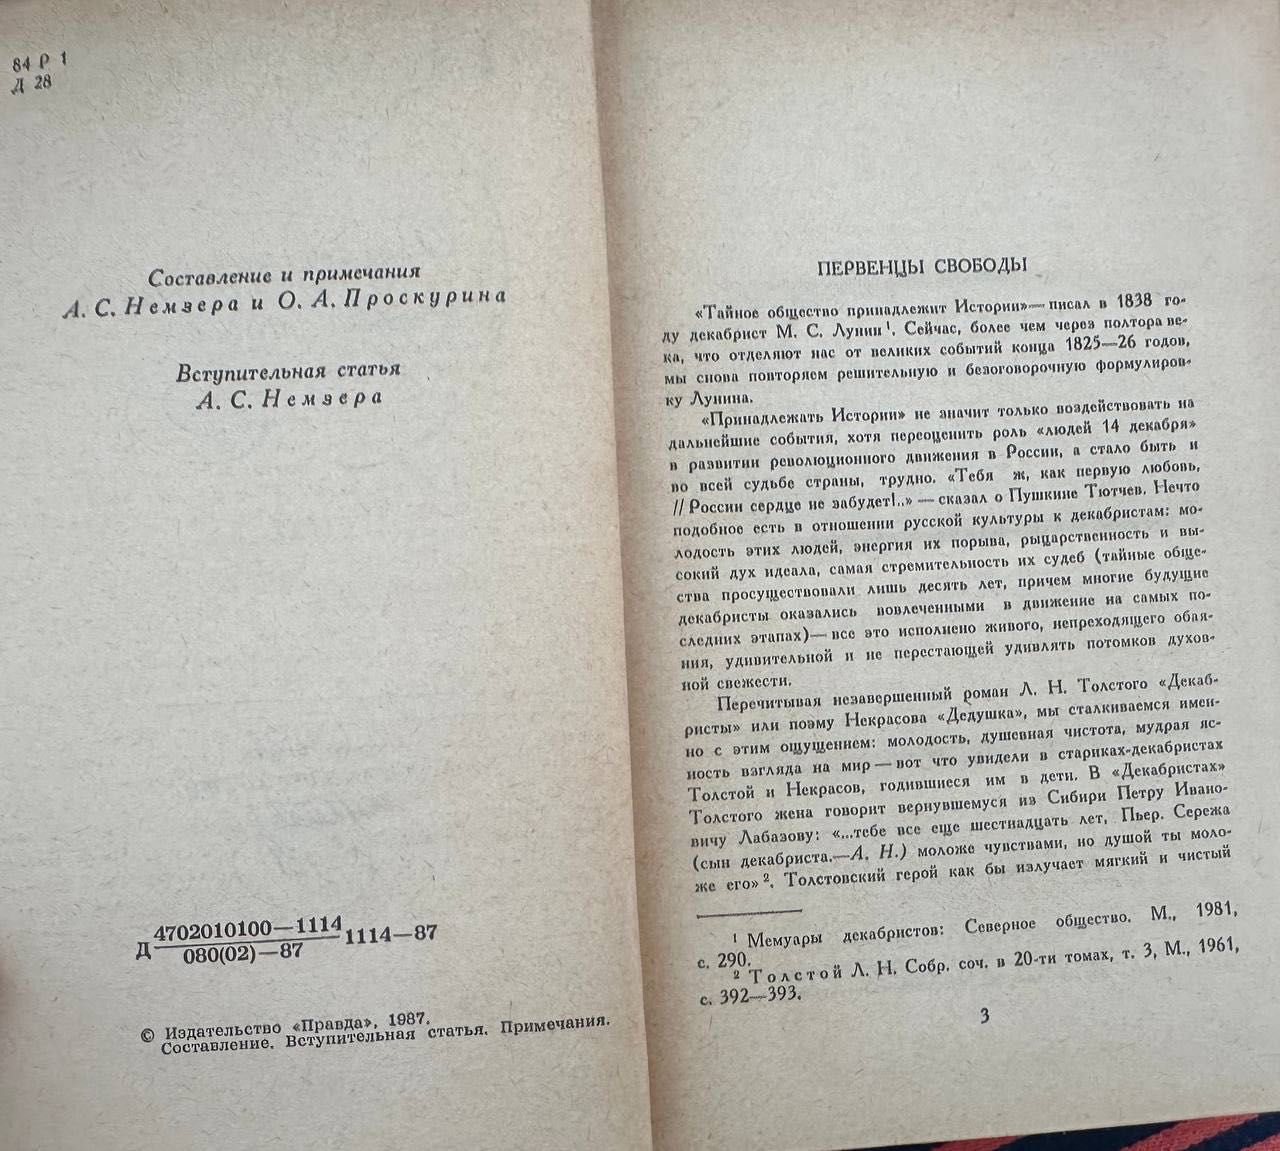 84 Р 1
Д 28
Составление и примечания
А. С. Немзера и О. А. Проскурина
Вступительная статья
А. С. Немзера
Д 4702010100—1114 1114—87
080(02)—87
© Издательство «Правда», 1987.
Составление. Вступительная статья. Примечания.
ПЕРВЕНЦЫ СВОБОДЫ
«Тайное общество принадлежит Истории»— писал в 1838 го-
ду декабрист М. С. Лунин¹. Сейчас, более чем через полтора ве-
ка, что отделяют нас от великих событий конца 1825—26 годов,
мы снова повторяем решительную и безоговорочную формулиров-
ку Лунина.
«Принадлежать Истории» не значит только воздействовать на
дальнейшие события, хотя переоценить роль «людей 14 декабря»
в развитии революционного движения в России, а стало быть и
во всей судьбе страны, трудно. «Тебя ж, как первую любовь,
// России сердце не забудет!..» — сказал о Пушкине Тютчев. Нечто
подобное есть в отношении русской культуры к декабристам: мо-
лодость этих людей, энергия их порыва, рыцарственность и вы-
сокий дух идеала, самая стремительность их судеб (тайные обще-
ства просуществовали лишь десять лет, причем многие будущие
декабристы оказались вовлеченными в движение на самых по-
следних этапах)— все это исполнено живого, непреходящего обая-
ния, удивительной и не перестающей удивлять потомков духов-
ной свежести.
Перечитывая незавершенный роман Л. Н. Толстого «Декаб-
ристы» или поэму Некрасова «Дедушка», мы сталкиваемся имен-
но с этим ощущением: молодость, душевная чистота, мудрая яс-
ность взгляда на мир — вот что увидели в стариках-декабристах
Толстой и Некрасов, годившиеся им в дети. В «Декабристах»
Толстого жена говорит вернувшемуся из Сибири Петру Ивано-
вичу Лабазову: «...тебе все еще шестнадцать лет, Пьер. Сережа
(сын декабриста.—А. Н.) моложе чувствами, но душой ты моло-
же его»². Толстовский герой как бы излучает мягкий и чистый
¹ Мемуары декабристов: Северное общество. М., 1981,
с. 290.
² Толстой Л. Н. Собр. соч. в 20-ти томах, т. 3, М., 1961,
с. 392—393.
3